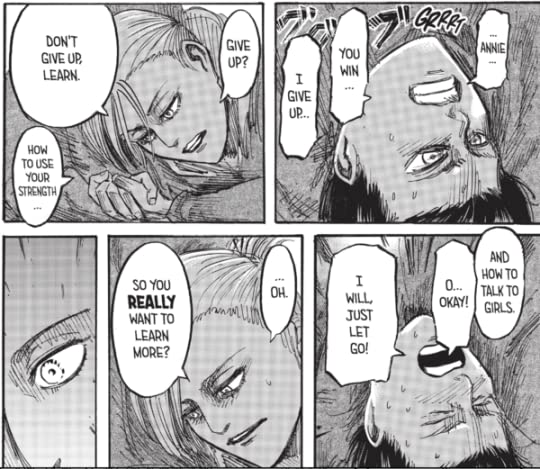 GRRRT
...
ANNIE
...
YOU
WIN
...
I
GIVE
UP...
GIVE
UP?
DON'T
GIVE UP,
LEARN.
HOW
TO USE
YOUR
STRENGTH
...
AND
HOW TO
TALK TO
GIRLS.
O...
OKAY!
I
WILL,
JUST
LET
GO!
...
OH.
SO YOU
REALLY
WANT TO
LEARN
MORE?